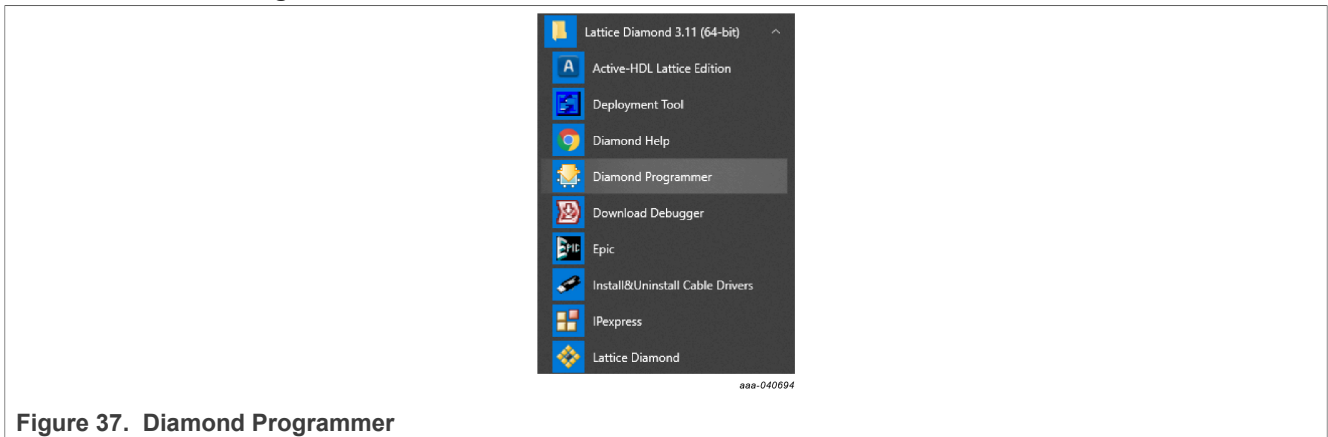 Lattice Diamond 3.11 (64-bit)
A
Active-HDL Lattice Edition
Deployment Tool
Diamond Help
Diamond Programmer
Download Debugger
EPIC
Epic
Install&Uninstall Cable Drivers
IPexpress
Lattice Diamond
aaa-040694
Figure 37. Diamond Programmer